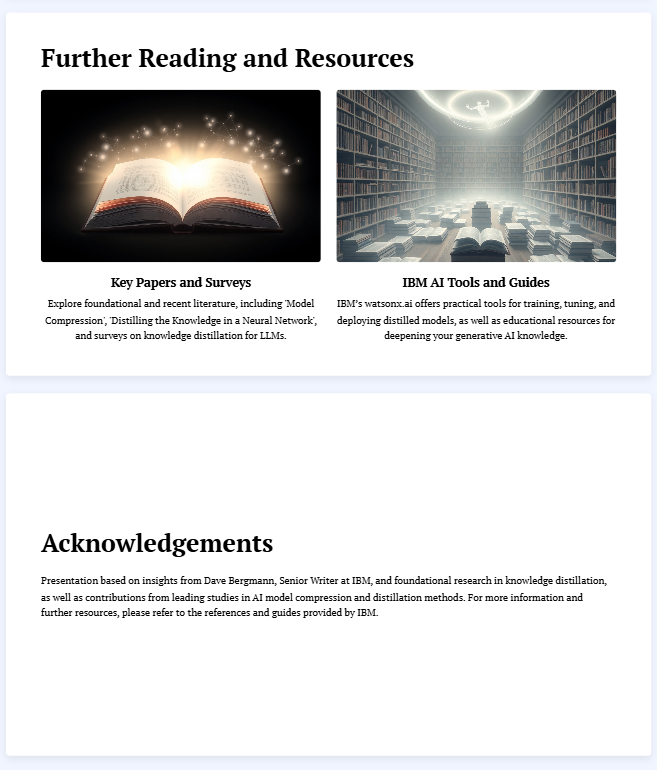 Further Reading and Resources
Key Papers and Surveys
Explore foundational and recent literature, including 'Model
Compression', 'Distilling the Knowledge in a Neural Network',
and surveys on knowledge distillation for LLMs.
IBM AI Tools and Guides
IBM's watsonx.ai offers practical tools for training, tuning, and
deploying distilled models, as well as educational resources for
deepening your generative AI knowledge.
Acknowledgements
Presentation based on insights from Dave Bergmann, Senior Writer at IBM, and foundational research in knowledge distillation,
as well as contributions from leading studies in AI model compression and distillation methods. For more information and
further resources, please refer to the references and guides provided by IBM.